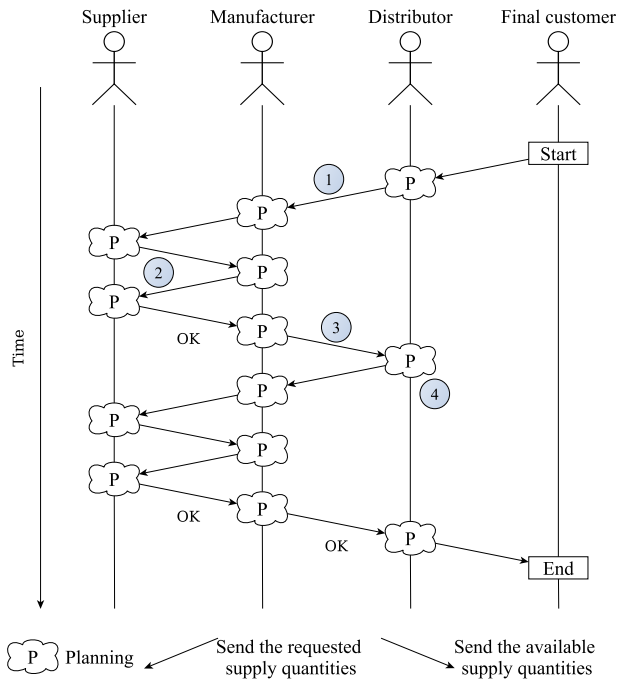 Supplier Manufacturer Distributor Final customer
Start
1
P
P
P
2
P
P
OK
P
3
P
4
P
P
P
P
OK
P
OK
P
End
Time
P Planning
Send the requested
supply quantities
Send the available
supply quantities